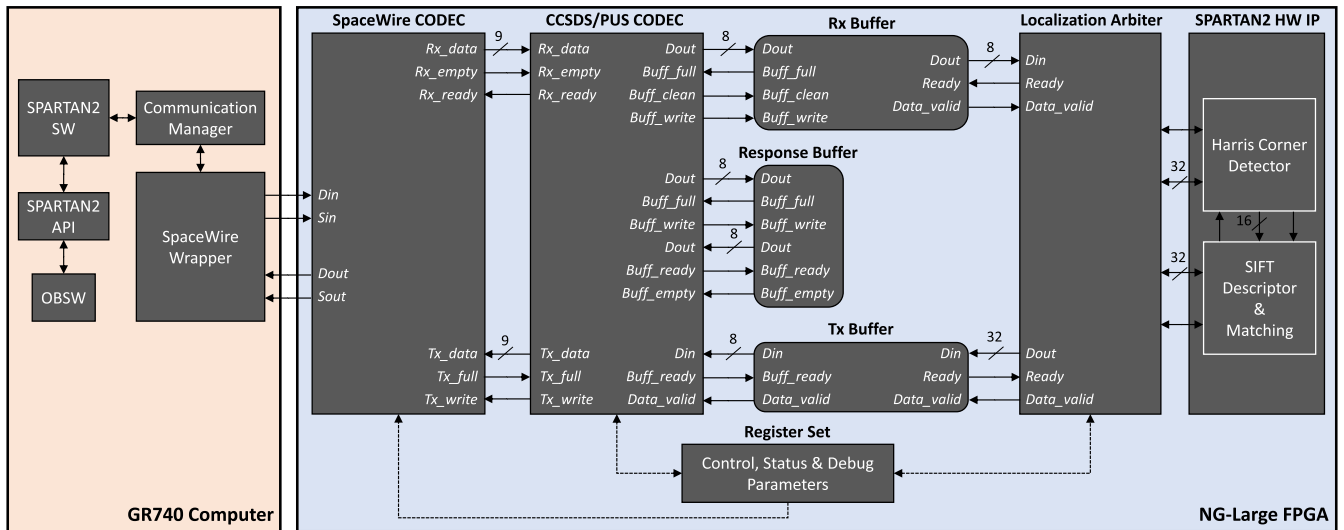 SpaceWire CODEC
CCSDS/PUS CODEC
Rx Buffer
Localization Arbiter
SPARTAN2 HW IP
SPARTAN2
SW
Communication
Manager
SPARTAN2
API
SpaceWire
Wrapper
OBSW
GR740 Computer
Rx_data
Rx_empty
Rx_ready
Din
Sin
Dout
Sout
Tx_data
Tx_full
Tx_write
9
9
Rx_data
Rx_empty
Rx_ready
Tx_data
Tx_full
Tx_write
Dout
Buff_full
Buff_clean
Buff_write
Dout
Buff_full
Buff_write
Dout
Buff_ready
Buff_empty
Din
Buff_ready
Data_valid
8
8
8
8
Dout
Buff_full
Buff_clean
Buff_write
Dout
Ready
Data_valid
Response Buffer
Dout
Buff_full
Buff_write
Dout
Buff_ready
Buff_empty
Tx Buffer
Din
Buff_ready
Data_valid
Din
Ready
Data_valid
8
32
Din
Ready
Data_valid
Dout
Ready
Data_valid
32
32
Harris Corner
Detector
16
SIFT
Descriptor
&
Matching
Register Set
Control, Status & Debug
Parameters
NG-Large FPGA